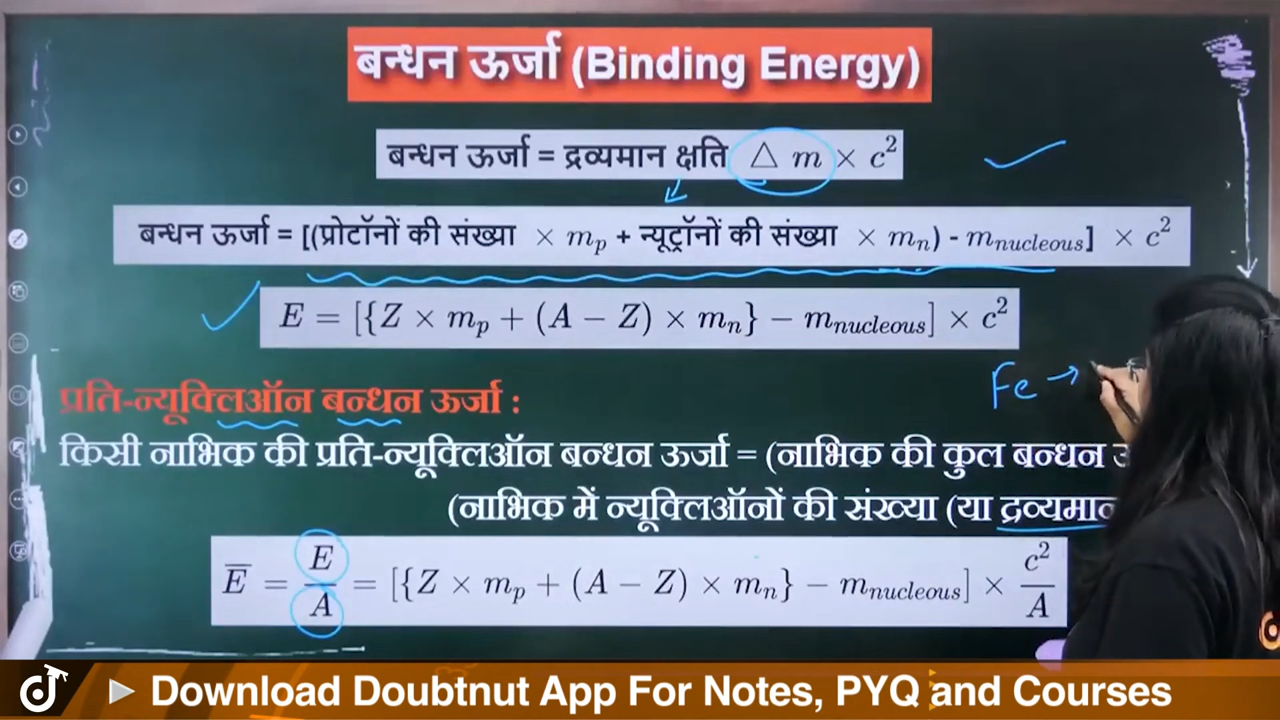 बन्धन ऊर्जा (Binding Energy)
बन्धन ऊर्जा = द्रव्यमान क्षति △ m × c²
बन्धन ऊर्जा = [(प्रोटॉनों की संख्या × mₚ + न्यूट्रॉनों की संख्या × mₙ) - m_nucleous] × c²
E = [{Z × mₚ + (A − Z) × mₙ} − m_nucleous] × c²
Fe →
प्रति-न्यूक्लिऑन बन्धन ऊर्जा :
किसी नाभिक की प्रति-न्यूक्लिऑन बन्धन ऊर्जा = (नाभिक की कुल बन्धन
(नाभिक में न्यूक्लिऑनों की संख्या (या द्रव्यमान
E̅ = E/A = [{Z × mₚ + (A − Z) × mₙ} − m_nucleous] × c²/A
Download Doubtnut App For Notes, PYQ and Courses